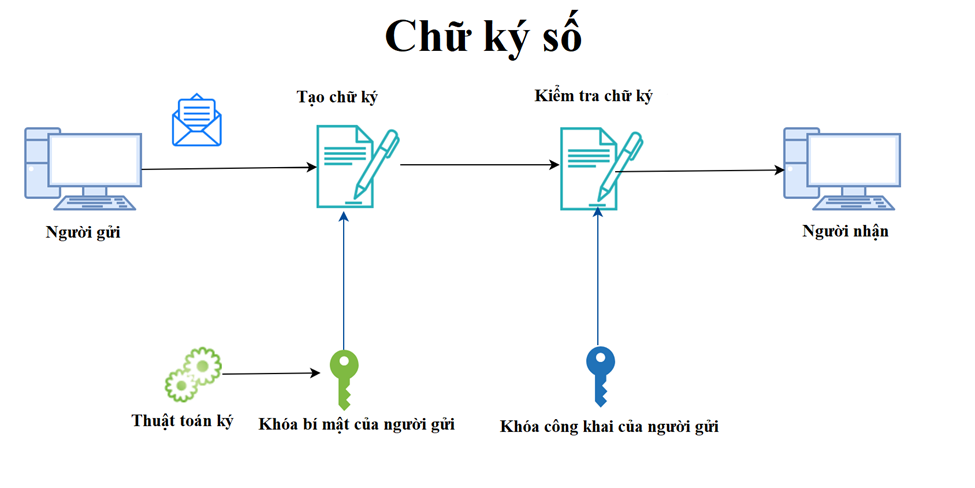 Chữ ký số
Tạo chữ ký
Kiểm tra chữ ký
Người gửi
Người nhận
Thuật toán ký
Khóa bí mật của người gửi
Khóa công khai của người gửi